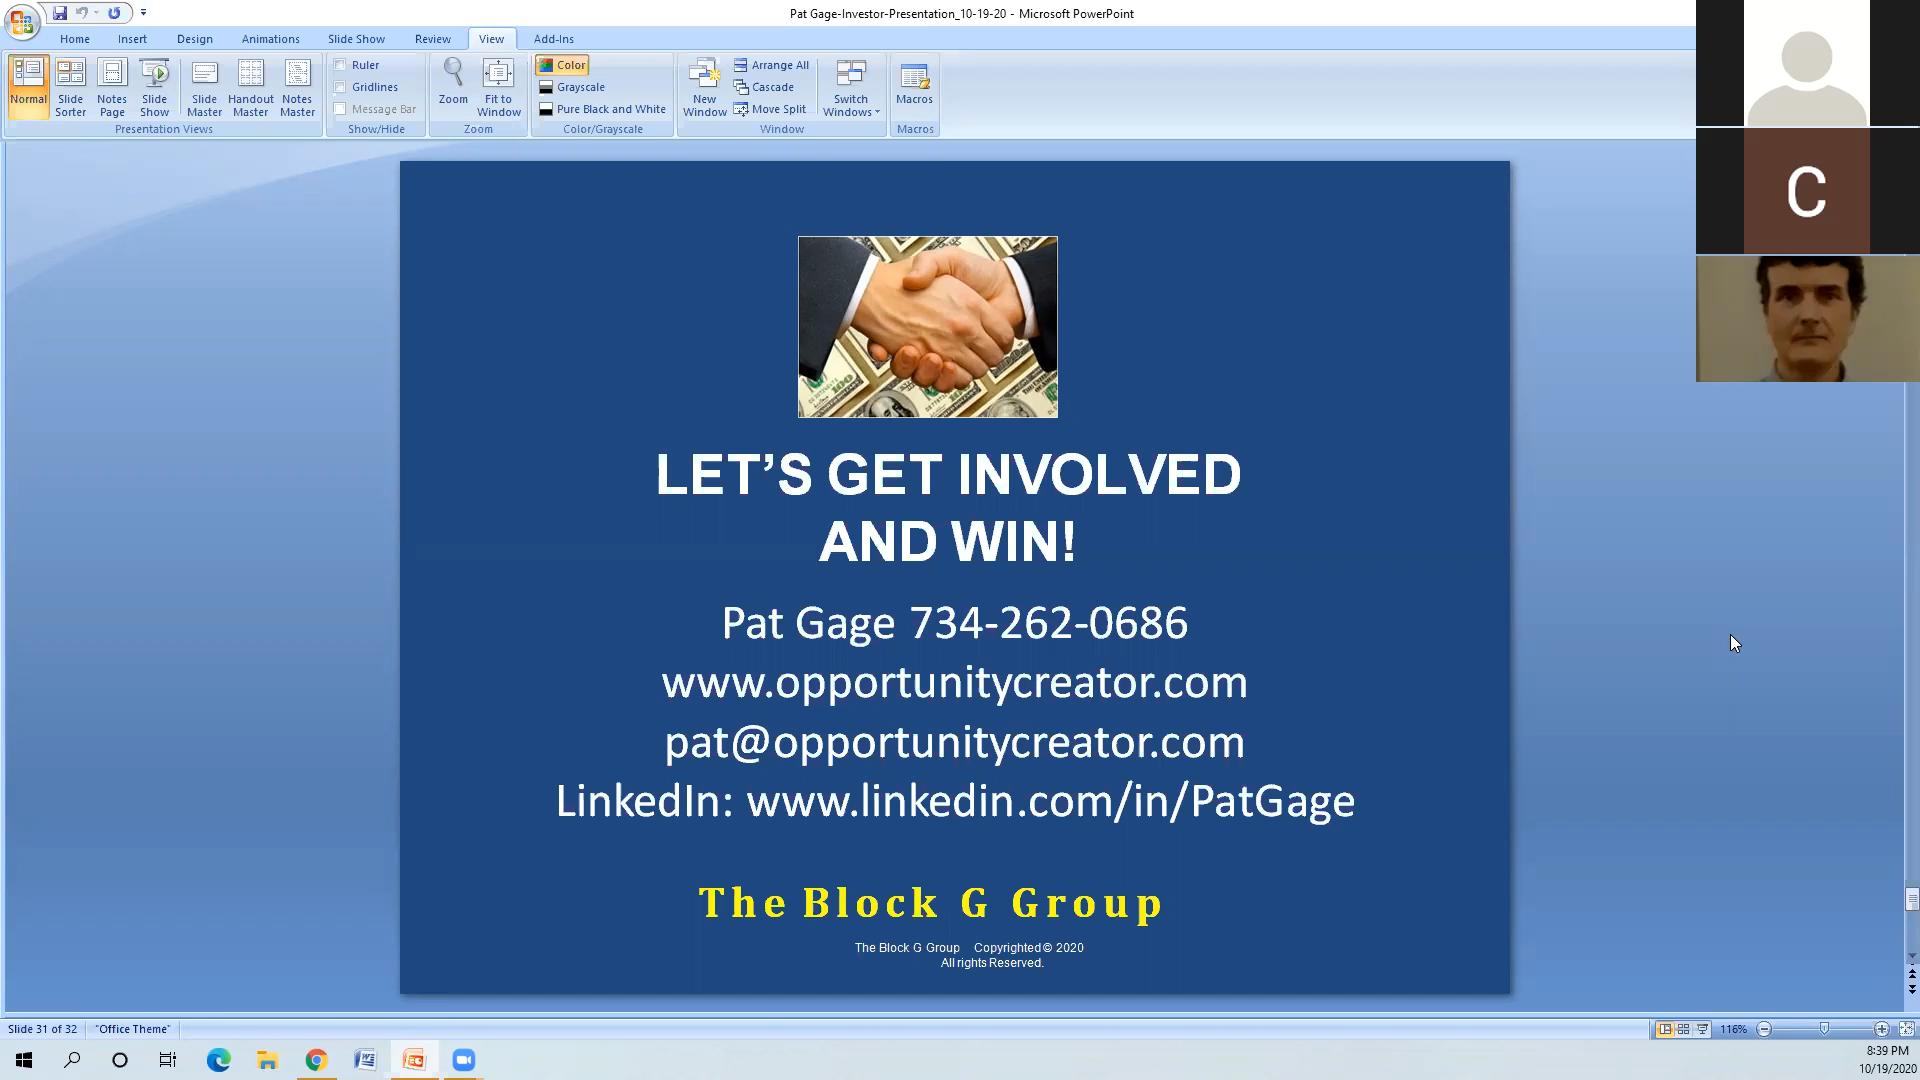 Pat Gage-Investor-Presentation_10-19-20 - Microsoft PowerPoint
Home Insert Design Animations Slide Show Review View Add-Ins
Normal
Slide Sorter
Notes Page
Slide Show
Presentation Views
Slide Master
Handout Master
Notes Master
Ruler
Gridlines
Message Bar
Show/Hide
Zoom
Fit to Window
Zoom
Color
Grayscale
Pure Black and White
Color/Grayscale
New Window
Arrange All
Cascade
Move Split
Switch Windows
Window
Macros
Macros
C
LET’S GET INVOLVED
AND WIN!
Pat Gage 734-262-0686
www.opportunitycreator.com
pat@opportunitycreator.com
LinkedIn: www.linkedin.com/in/PatGage
The Block G Group
The Block G Group Copyrighted © 2020
All rights Reserved.
Slide 31 of 32 "Office Theme" 116%
8:39 PM
10/19/2020